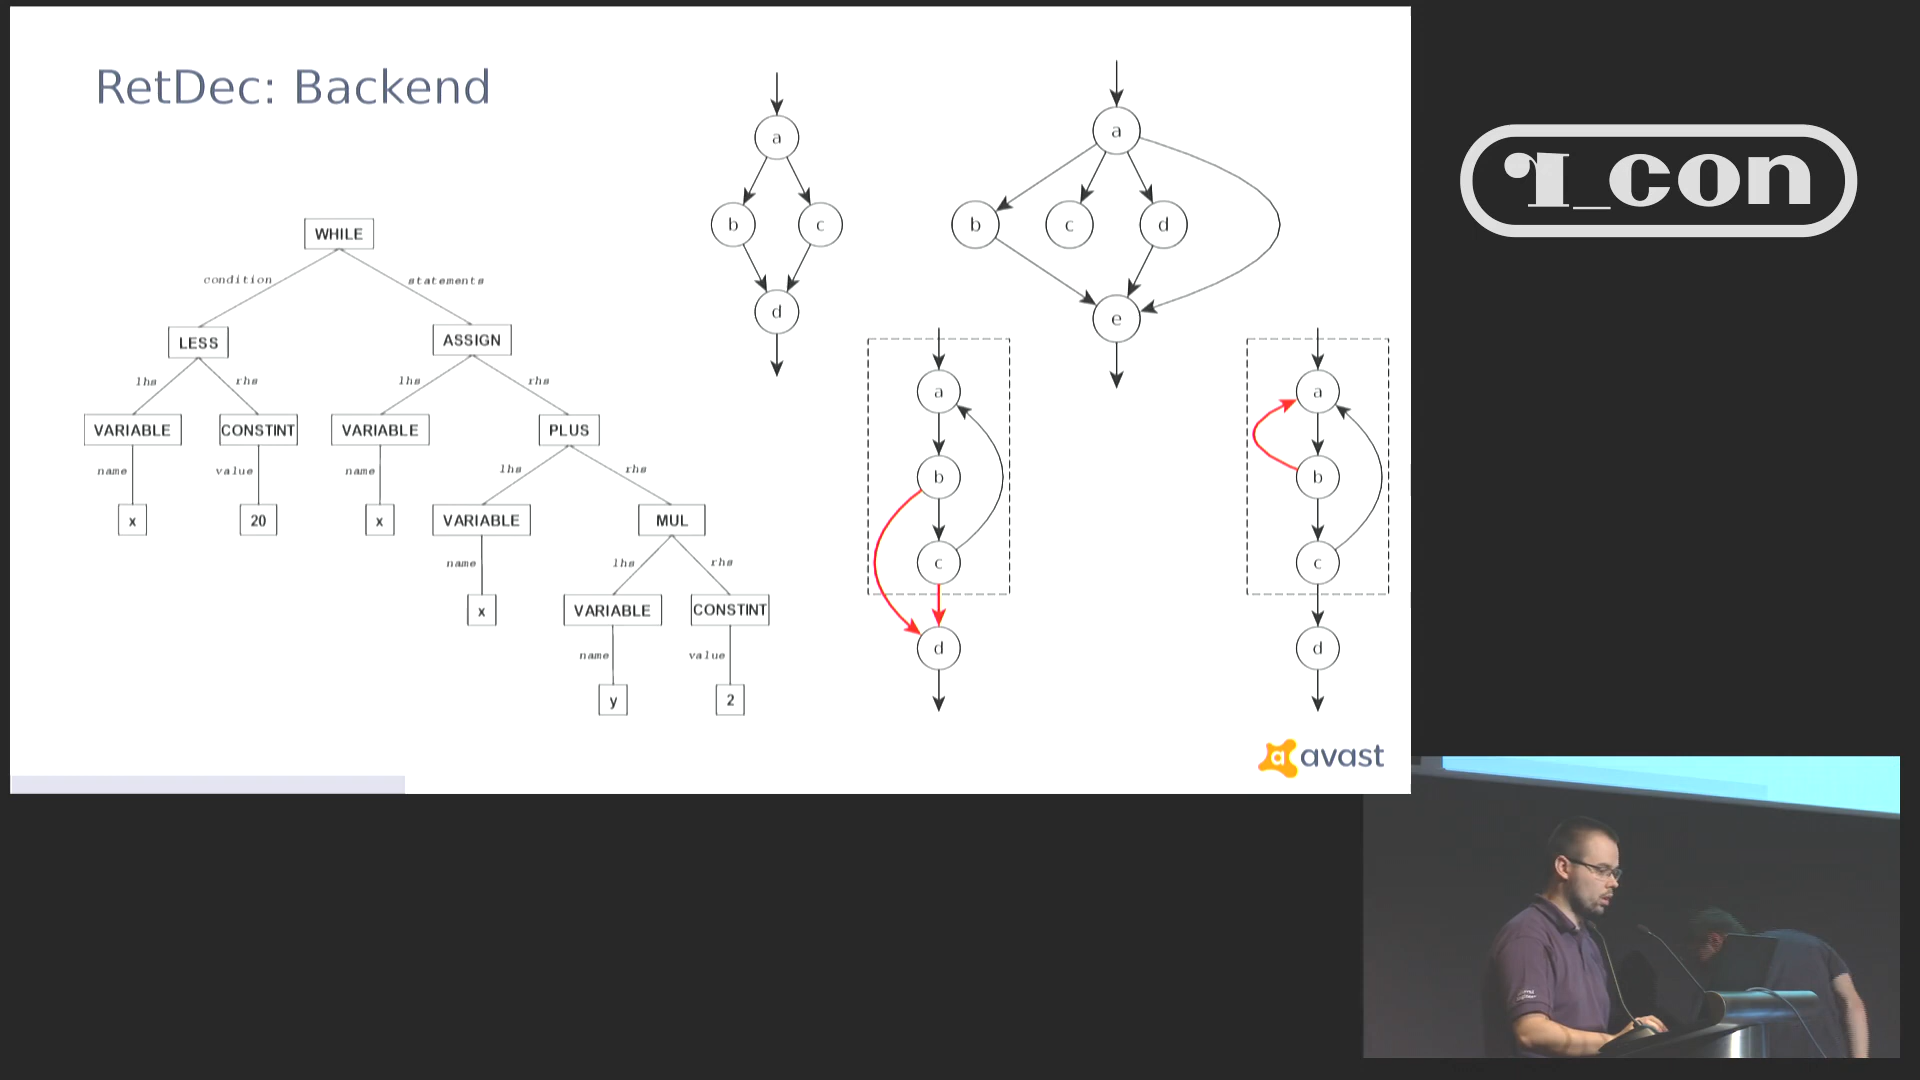 RetDec: Backend
WHILE
condition
statements
LESS
ASSIGN
lhs
rhs
lhs
rhs
VARIABLE
CONSTINT
VARIABLE
PLUS
name
value
name
lhs
rhs
x
20
x
VARIABLE
MUL
name
lhs
rhs
x
VARIABLE
CONSTINT
name
value
y
2
a
b
c
d
a
b
c
d
e
a
b
c
d
a
b
c
d
a avast
r_con